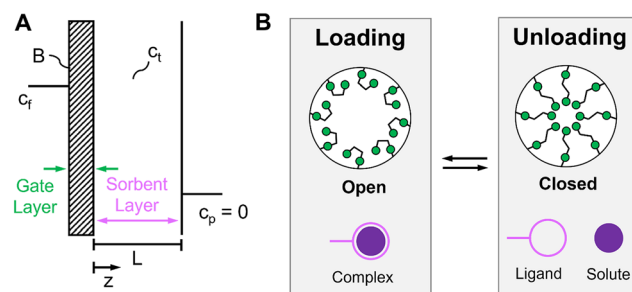 A
B
c_t
c_f
Gate
Layer
Sorbent
Layer
c_p = 0
L
z
B
Loading
Open
Complex
Unloading
Closed
Ligand
Solute